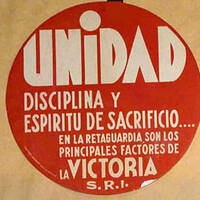 UNiDAD
DISCIPLINA Y
ESPIRITU DE SACRIFICIO....
EN LA RETAGUARDIA SON LOS
PRINCIPALES FACTORES DE
LA VICTORIA
S.R.I.